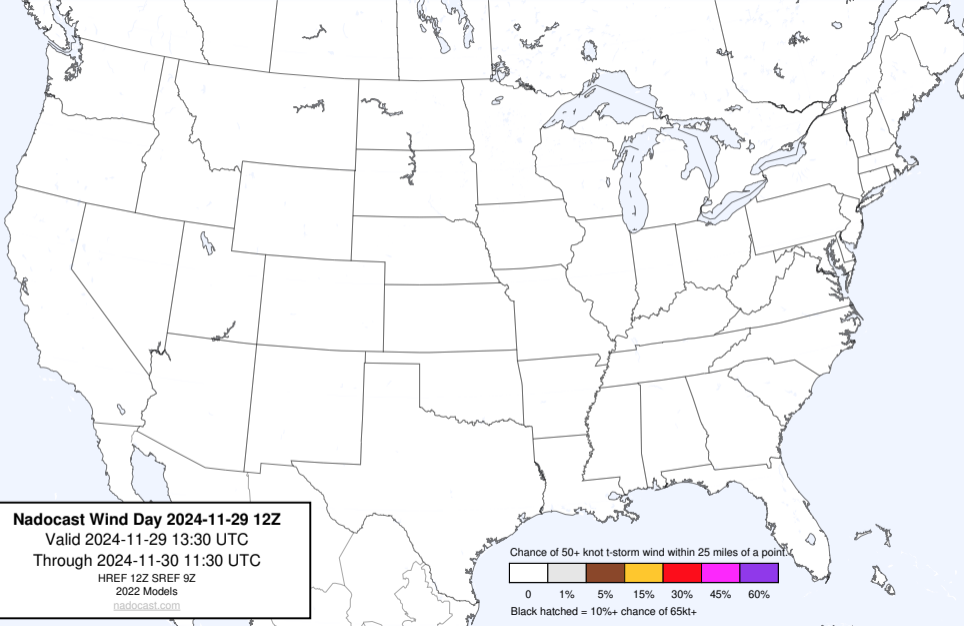 Nadocast Wind Day 2024-11-29 12Z
Valid 2024-11-29 13:30 UTC
Through 2024-11-30 11:30 UTC
HREF 12Z SREF 9Z
2022 Models
nadocast.com
Chance of 50+ knot t-storm wind within 25 miles of a point.
0 1% 5% 15% 30% 45% 60%
Black hatched = 10%+ chance of 65kt+